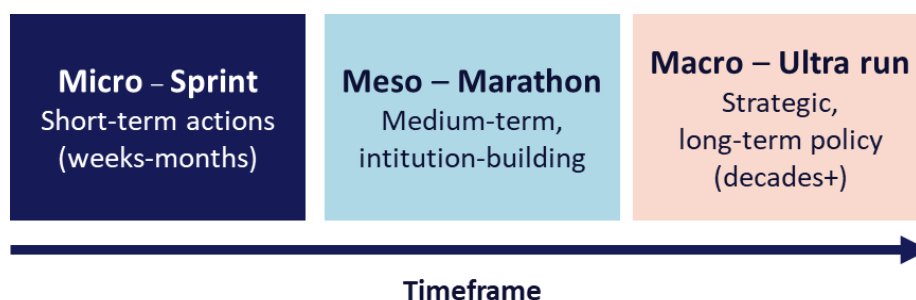 Micro – Sprint
Short-term actions
(weeks-months)
Meso – Marathon
Medium-term,
intitution-building
Macro – Ultra run
Strategic,
long-term policy
(decades+)
Timeframe